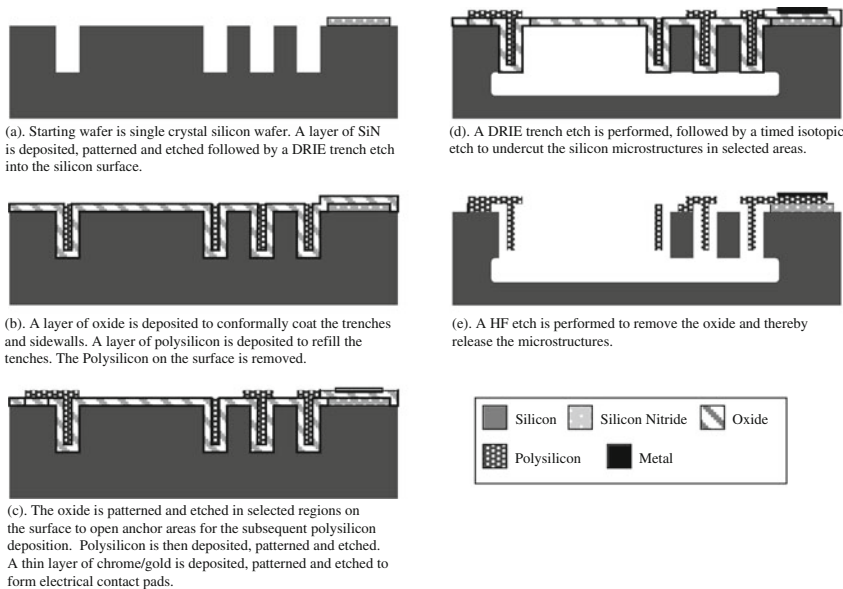 (a). Starting wafer is single crystal silicon wafer. A layer of SiN
is deposited, patterned and etched followed by a DRIE trench etch
into the silicon surface.
(b). A layer of oxide is deposited to conformally coat the trenches
and sidewalls. A layer of polysilicon is deposited to refill the
tenches. The Polysilicon on the surface is removed.
(c). The oxide is patterned and etched in selected regions on
the surface to open anchor areas for the subsequent polysilicon
deposition. Polysilicon is then deposited, patterned and etched.
A thin layer of chrome/gold is deposited, patterned and etched to
form electrical contact pads.
(d). A DRIE trench etch is performed, followed by a timed isotopic
etch to undercut the silicon microstructures in selected areas.
(e). A HF etch is performed to remove the oxide and thereby
release the microstructures.
Silicon Silicon Nitride Oxide
Polysilicon Metal